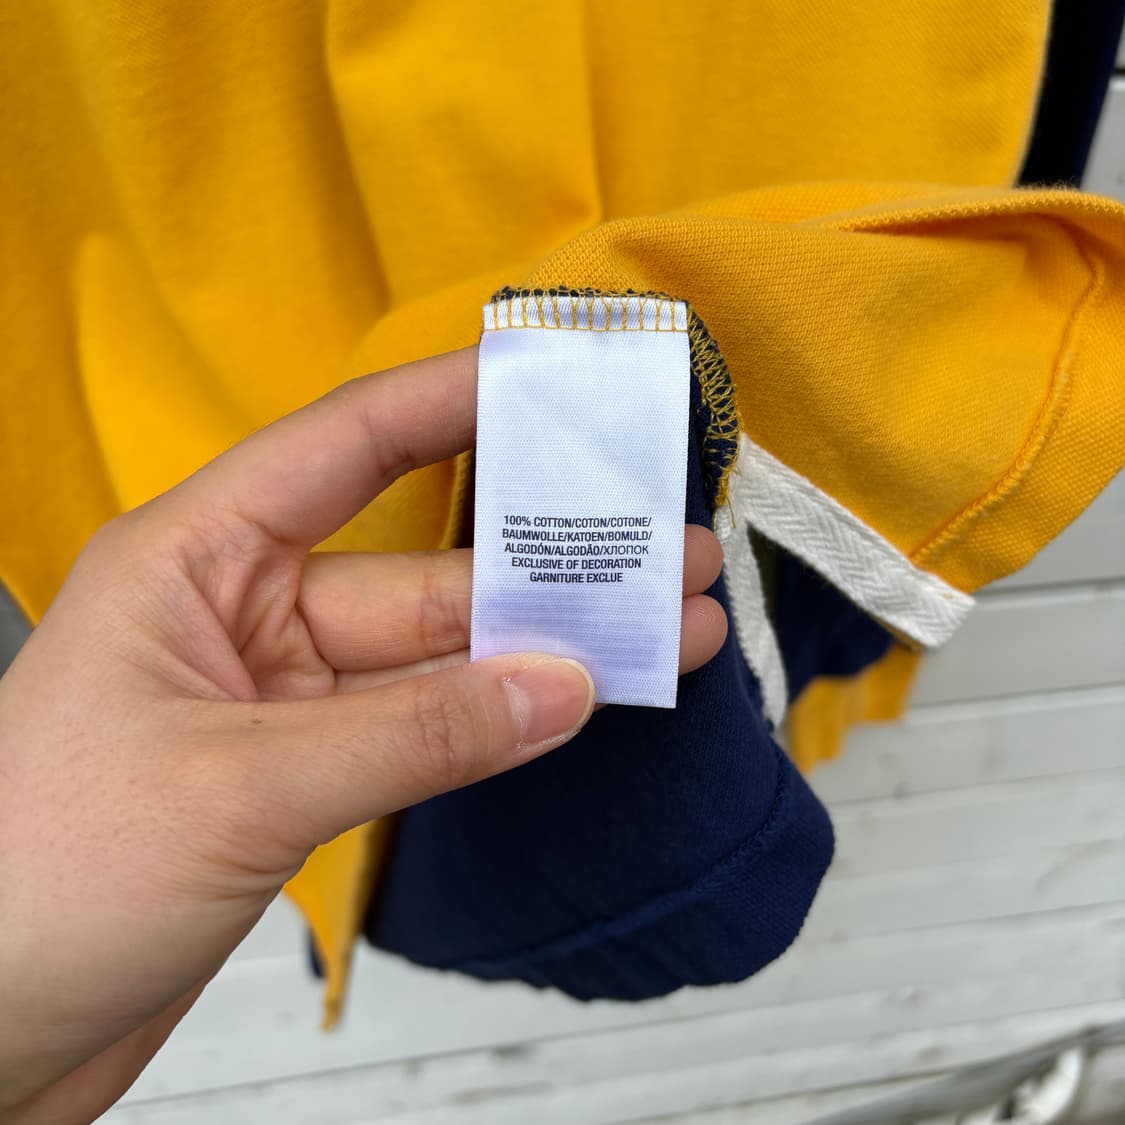 100% COTTON/COTON/COTONE/
BAUMWOLLE/KATOEN/BOMULD/
ALGODÓN/ALGODÃO/ХЛОПОК
EXCLUSIVE OF DECORATION
GARNITURE EXCLUE